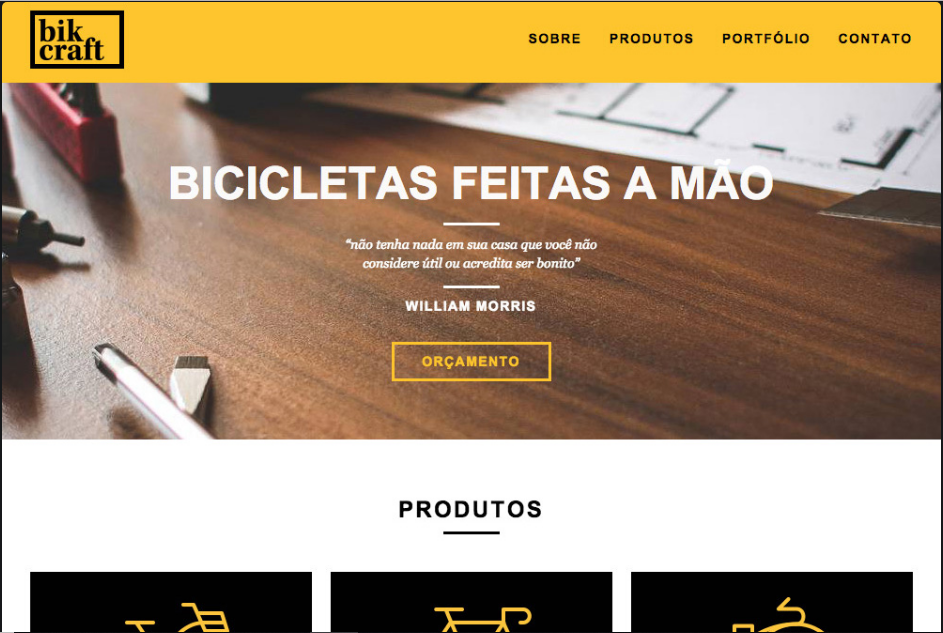 bik
craft
SOBRE PRODUTOS PORTFÓLIO CONTATO
BICICLETAS FEITAS A MÃO
“não tenha nada em sua casa que você não
considere útil ou acredita ser bonito”
WILLIAM MORRIS
ORÇAMENTO
PRODUTOS